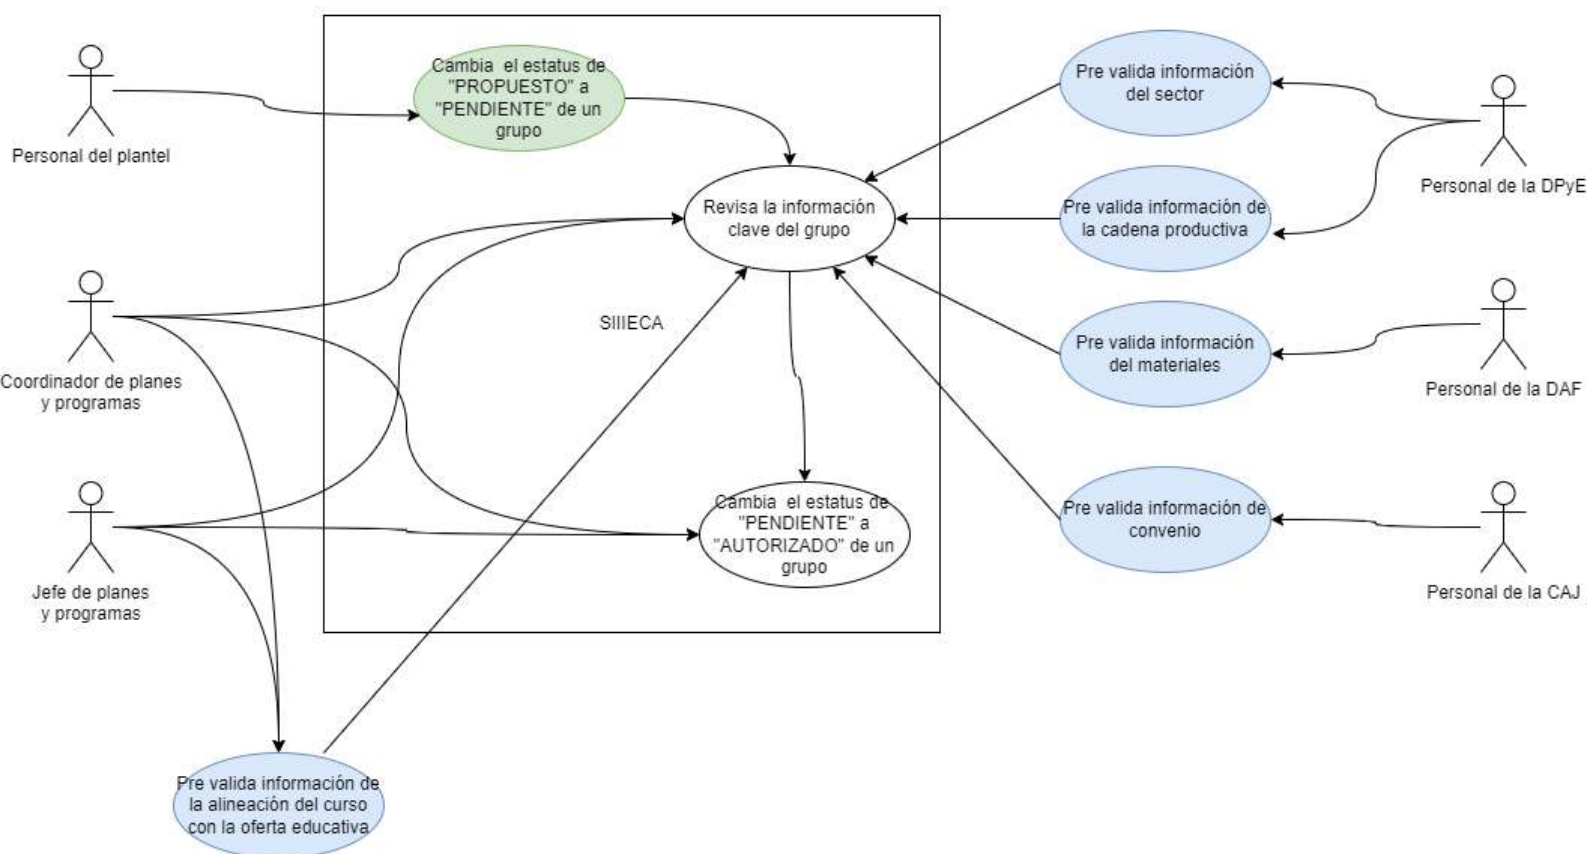 Personal del plantel
Cambia  el estatus de
"PROPUESTO" a
"PENDIENTE" de un
grupo
Pre valida información
del sector
Personal de la DPyE
Revisa la información
clave del grupo
Pre valida información de
la cadena productiva
Coordinador de planes
y programas
SIIIECA
Pre valida información
del materiales
Personal de la DAF
Jefe de planes
y programas
Cambia  el estatus de
"PENDIENTE" a
"AUTORIZADO" de un
grupo
Pre valida información de
convenio
Personal de la CAJ
Pre valida información de
la alineación del curso
con la oferta educativa